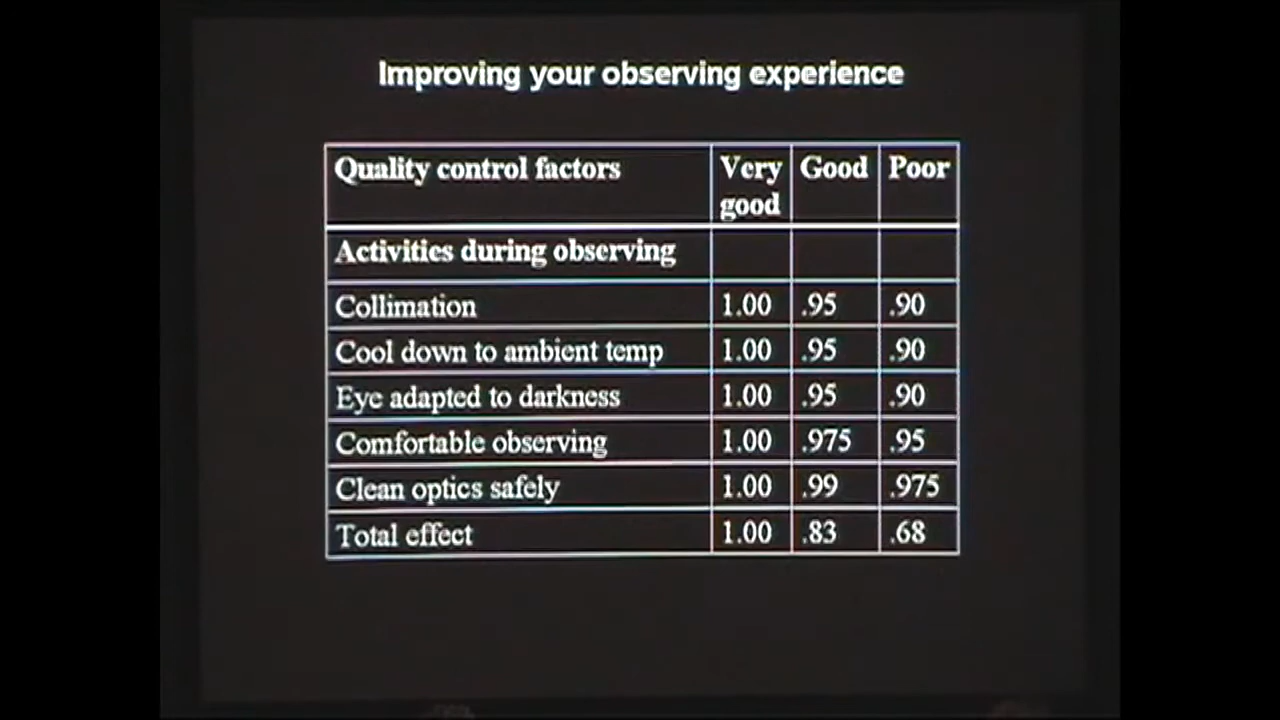 Improving your observing experience
Quality control factors Very good Good Poor
Activities during observing
Collimation 1.00 .95 .90
Cool down to ambient temp 1.00 .95 .90
Eye adapted to darkness 1.00 .95 .90
Comfortable observing 1.00 .975 .95
Clean optics safely 1.00 .99 .975
Total effect 1.00 .83 .68